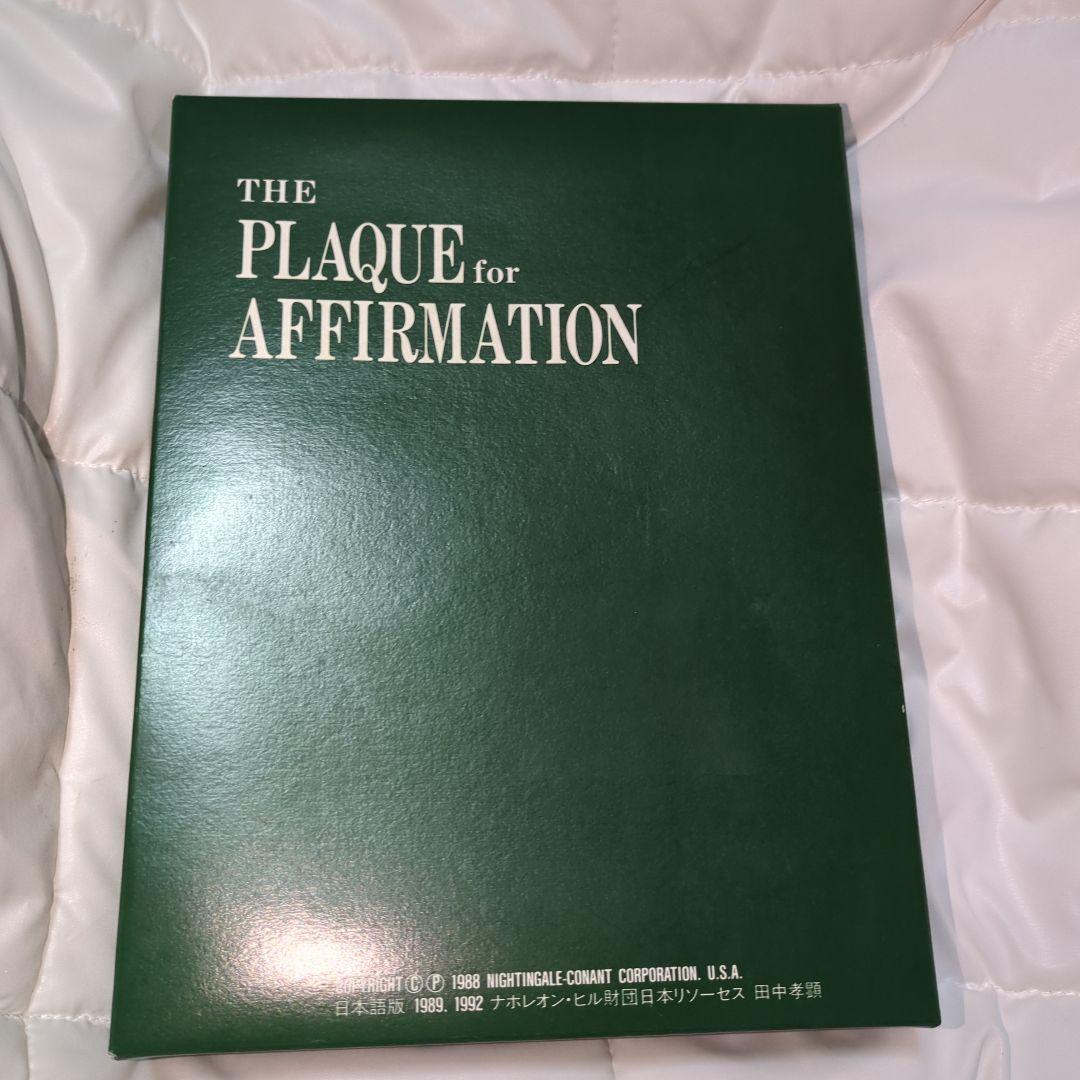 THE
PLAQUE for
AFFIRMATION
COPYRIGHT Ⓒ Ⓟ 1988 NIGHTINGALE-CONANT CORPORATION. U.S.A.
日本語版 1989. 1992 ナポレオン・ヒル財団日本リソーセス 田中孝顕